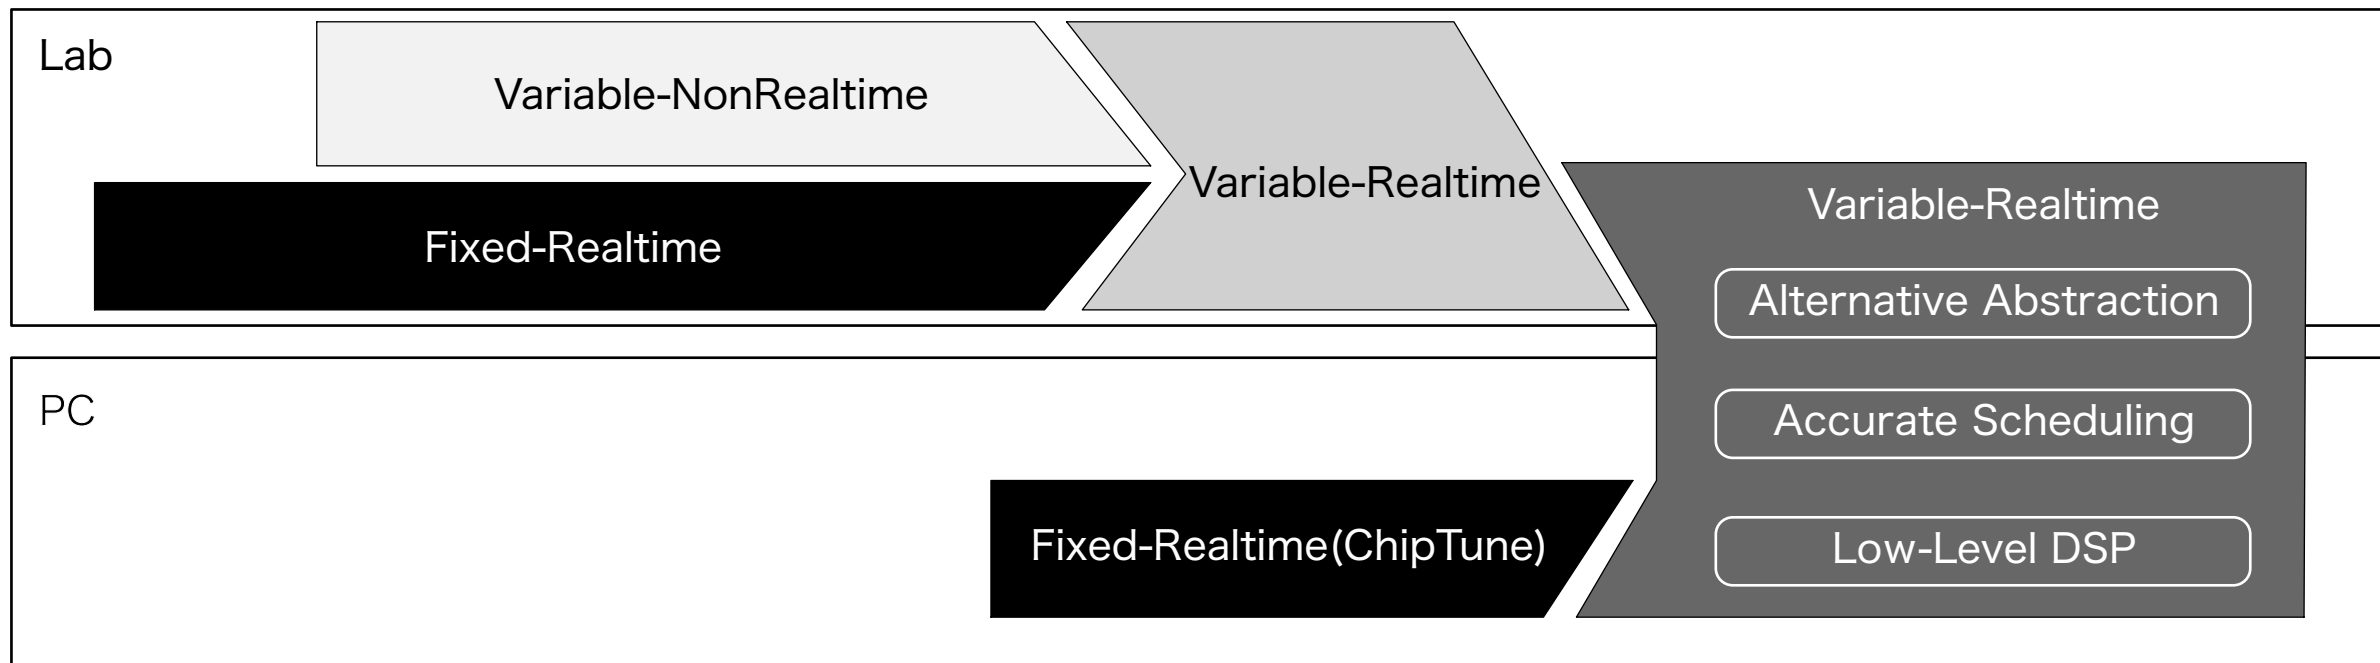 Lab
Variable-NonRealtime
Fixed-Realtime
Variable-Realtime
Variable-Realtime
Alternative Abstraction
Accurate Scheduling
Low-Level DSP
PC
Fixed-Realtime(ChipTune)